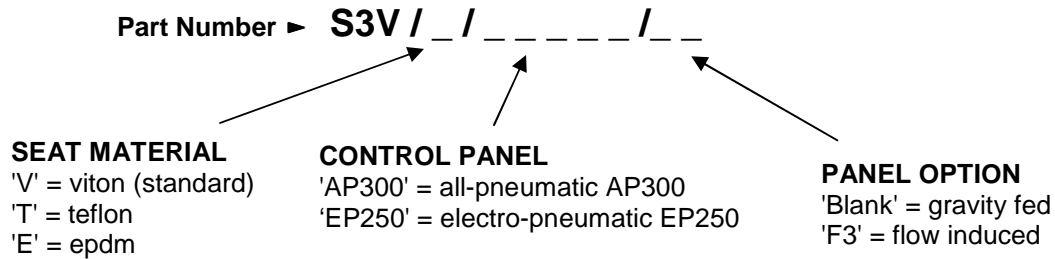 Part Number ► S3V / _ / _ _ _ _ _ /_ _
SEAT MATERIAL
'V' = viton (standard)
'T' = teflon
'E' = epdm
CONTROL PANEL
'AP300' = all-pneumatic AP300
‘EP250' = electro-pneumatic EP250
PANEL OPTION
'Blank' = gravity fed
'F3' = flow induced